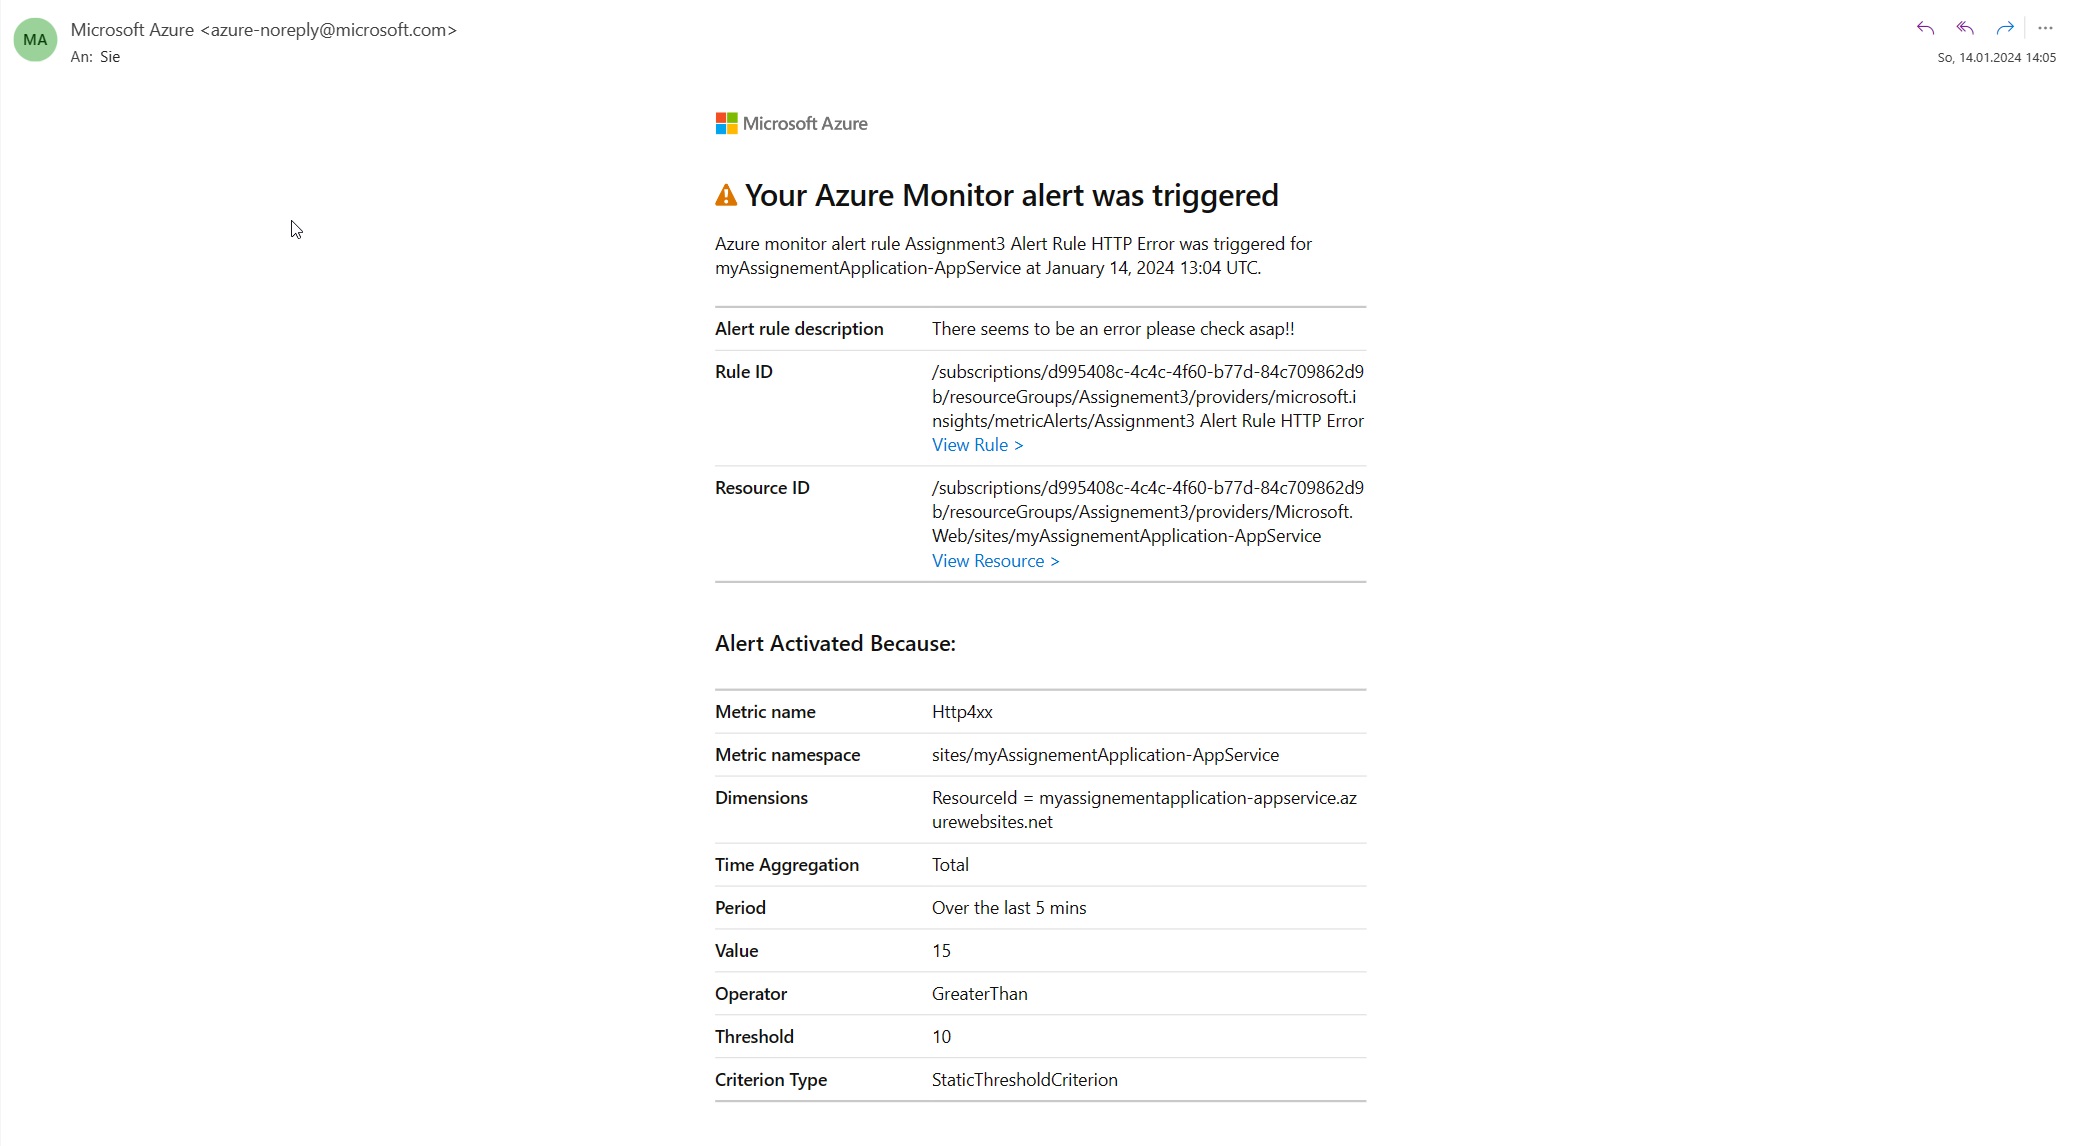 MA
Microsoft Azure <azure-noreply@microsoft.com>
An: Sie
So, 14.01.2024 14:05
Microsoft Azure
Your Azure Monitor alert was triggered
Azure monitor alert rule Assignment3 Alert Rule HTTP Error was triggered for
myAssignementApplication-AppService at January 14, 2024 13:04 UTC.
Alert rule description There seems to be an error please check asap!!
Rule ID /subscriptions/d995408c-4c4c-4f60-b77d-84c709862d9
b/resourceGroups/Assignement3/providers/microsoft.i
nsights/metricAlerts/Assignment3 Alert Rule HTTP Error
View Rule >
Resource ID /subscriptions/d995408c-4c4c-4f60-b77d-84c709862d9
b/resourceGroups/Assignement3/providers/Microsoft.
Web/sites/myAssignementApplication-AppService
View Resource >
Alert Activated Because:
Metric name Http4xx
Metric namespace sites/myAssignementApplication-AppService
Dimensions ResourceId = myassignementapplication-appservice.az
urewebsites.net
Time Aggregation Total
Period Over the last 5 mins
Value 15
Operator GreaterThan
Threshold 10
Criterion Type StaticThresholdCriterion